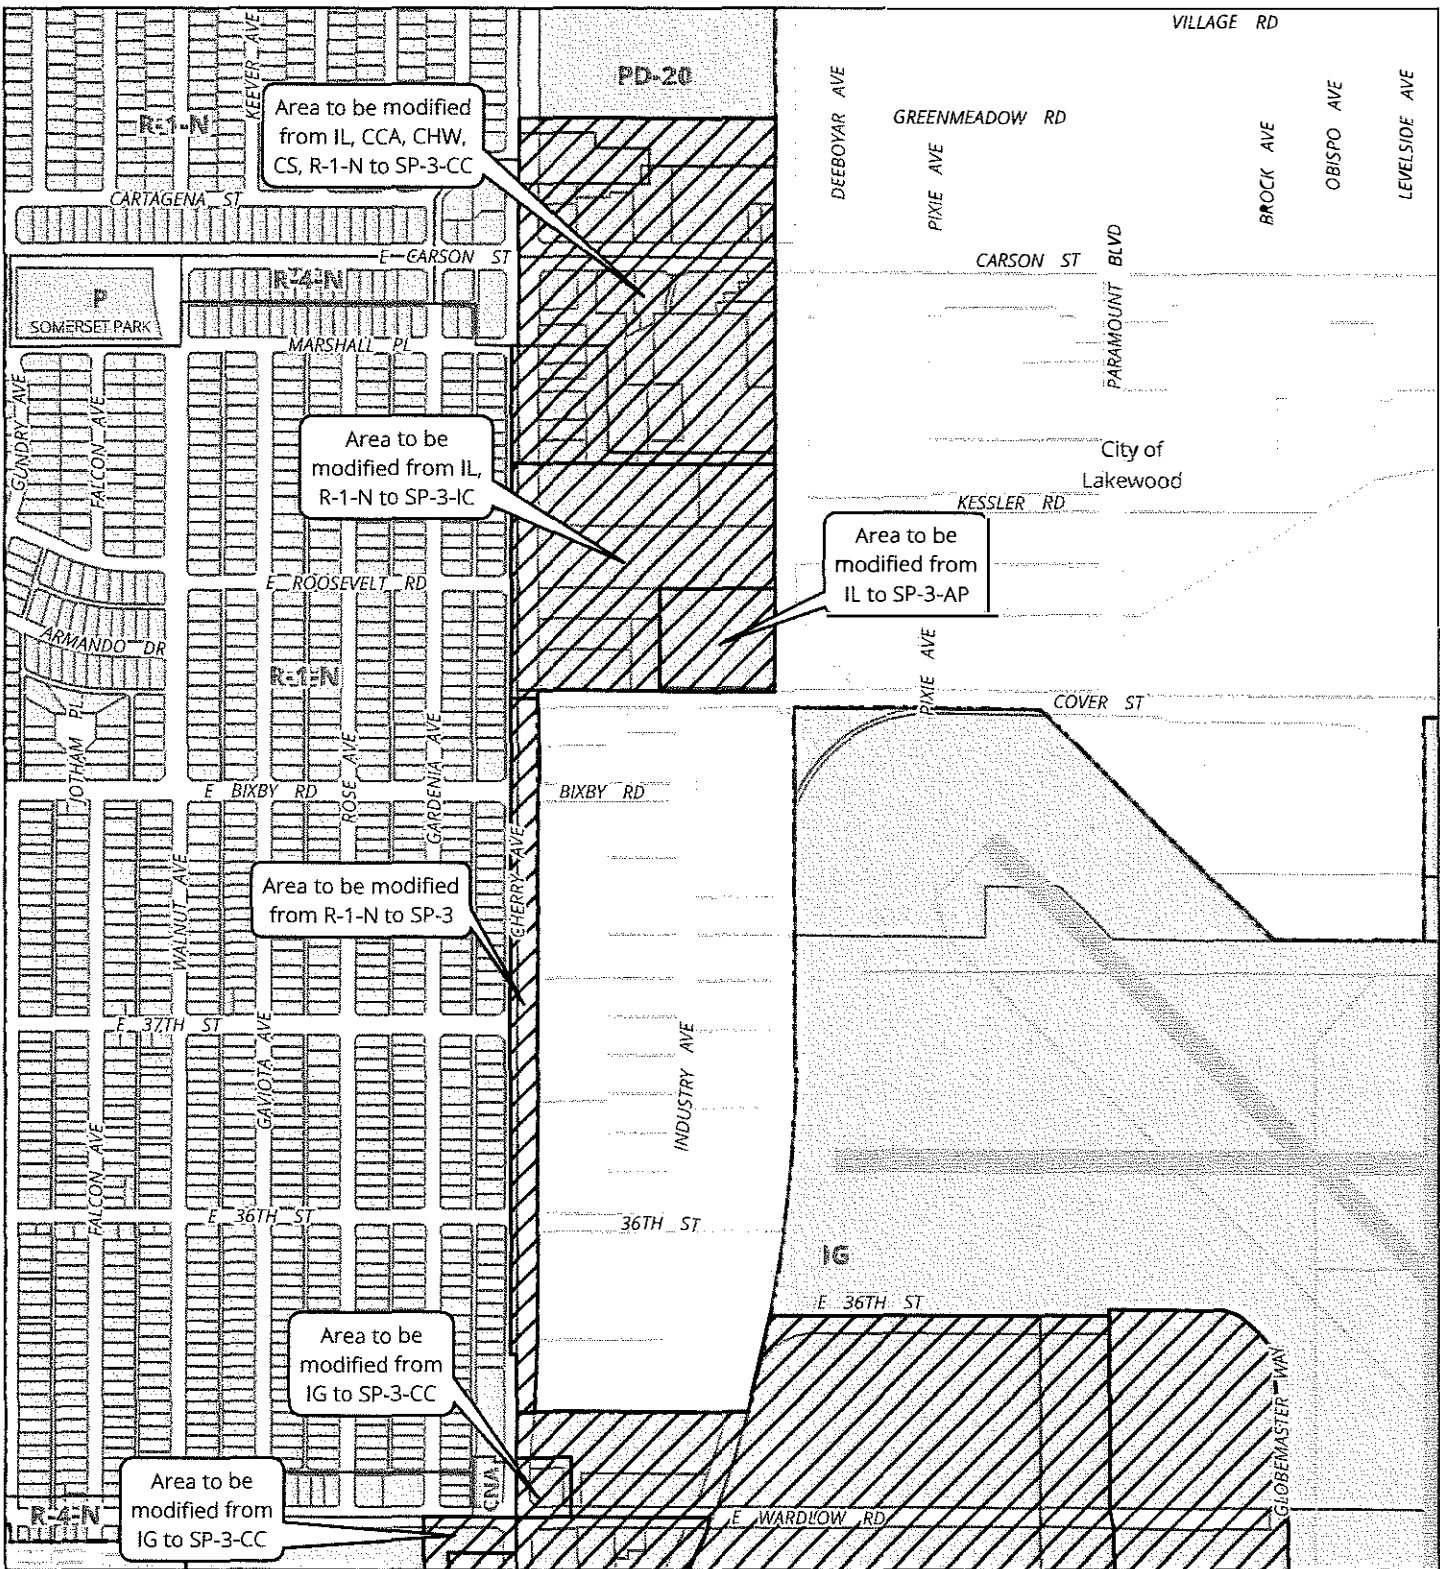 VILLAGE RD
PD-20
KEEVER AVE
Area to be modified
from IL, CCA, CHW,
CS, R-1-N to SP-3-CC
R-1-N
DEEBOYAR AVE
GREENMEADOW RD
PIXIE AVE
BROCK AVE
OBISPO AVE
LEVELSIDE AVE
CARTAGENA ST
E CARSON ST
CARSON ST
PARAMOUNT BLVD
R-4-N
P
SOMERSET PARK
MARSHALL PL
GUNDRY AVE
FALCON AVE
Area to be
modified from IL,
R-1-N to SP-3-IC
City of
Lakewood
KESSLER RD
Area to be
modified from
IL to SP-3-AP
E ROOSEVELT RD
ARMANDO DR
R-1-N
PIXIE AVE
COVER ST
JOTHAM PL
ROSE AVE
GARDENIA AVE
E BIXBY RD
BIXBY RD
CHERRY AVE
WALNUT AVE
Area to be modified
from R-1-N to SP-3
E 37TH ST
GAVIOTA AVE
INDUSTRY AVE
FALCON AVE
E 36TH ST
36TH ST
IG
E 36TH ST
Area to be
modified from
IG to SP-3-CC
GLOBEMASTER WAY
CNA
Area to be
modified from
IG to SP-3-CC
R-4-N
E WARDLOW RD